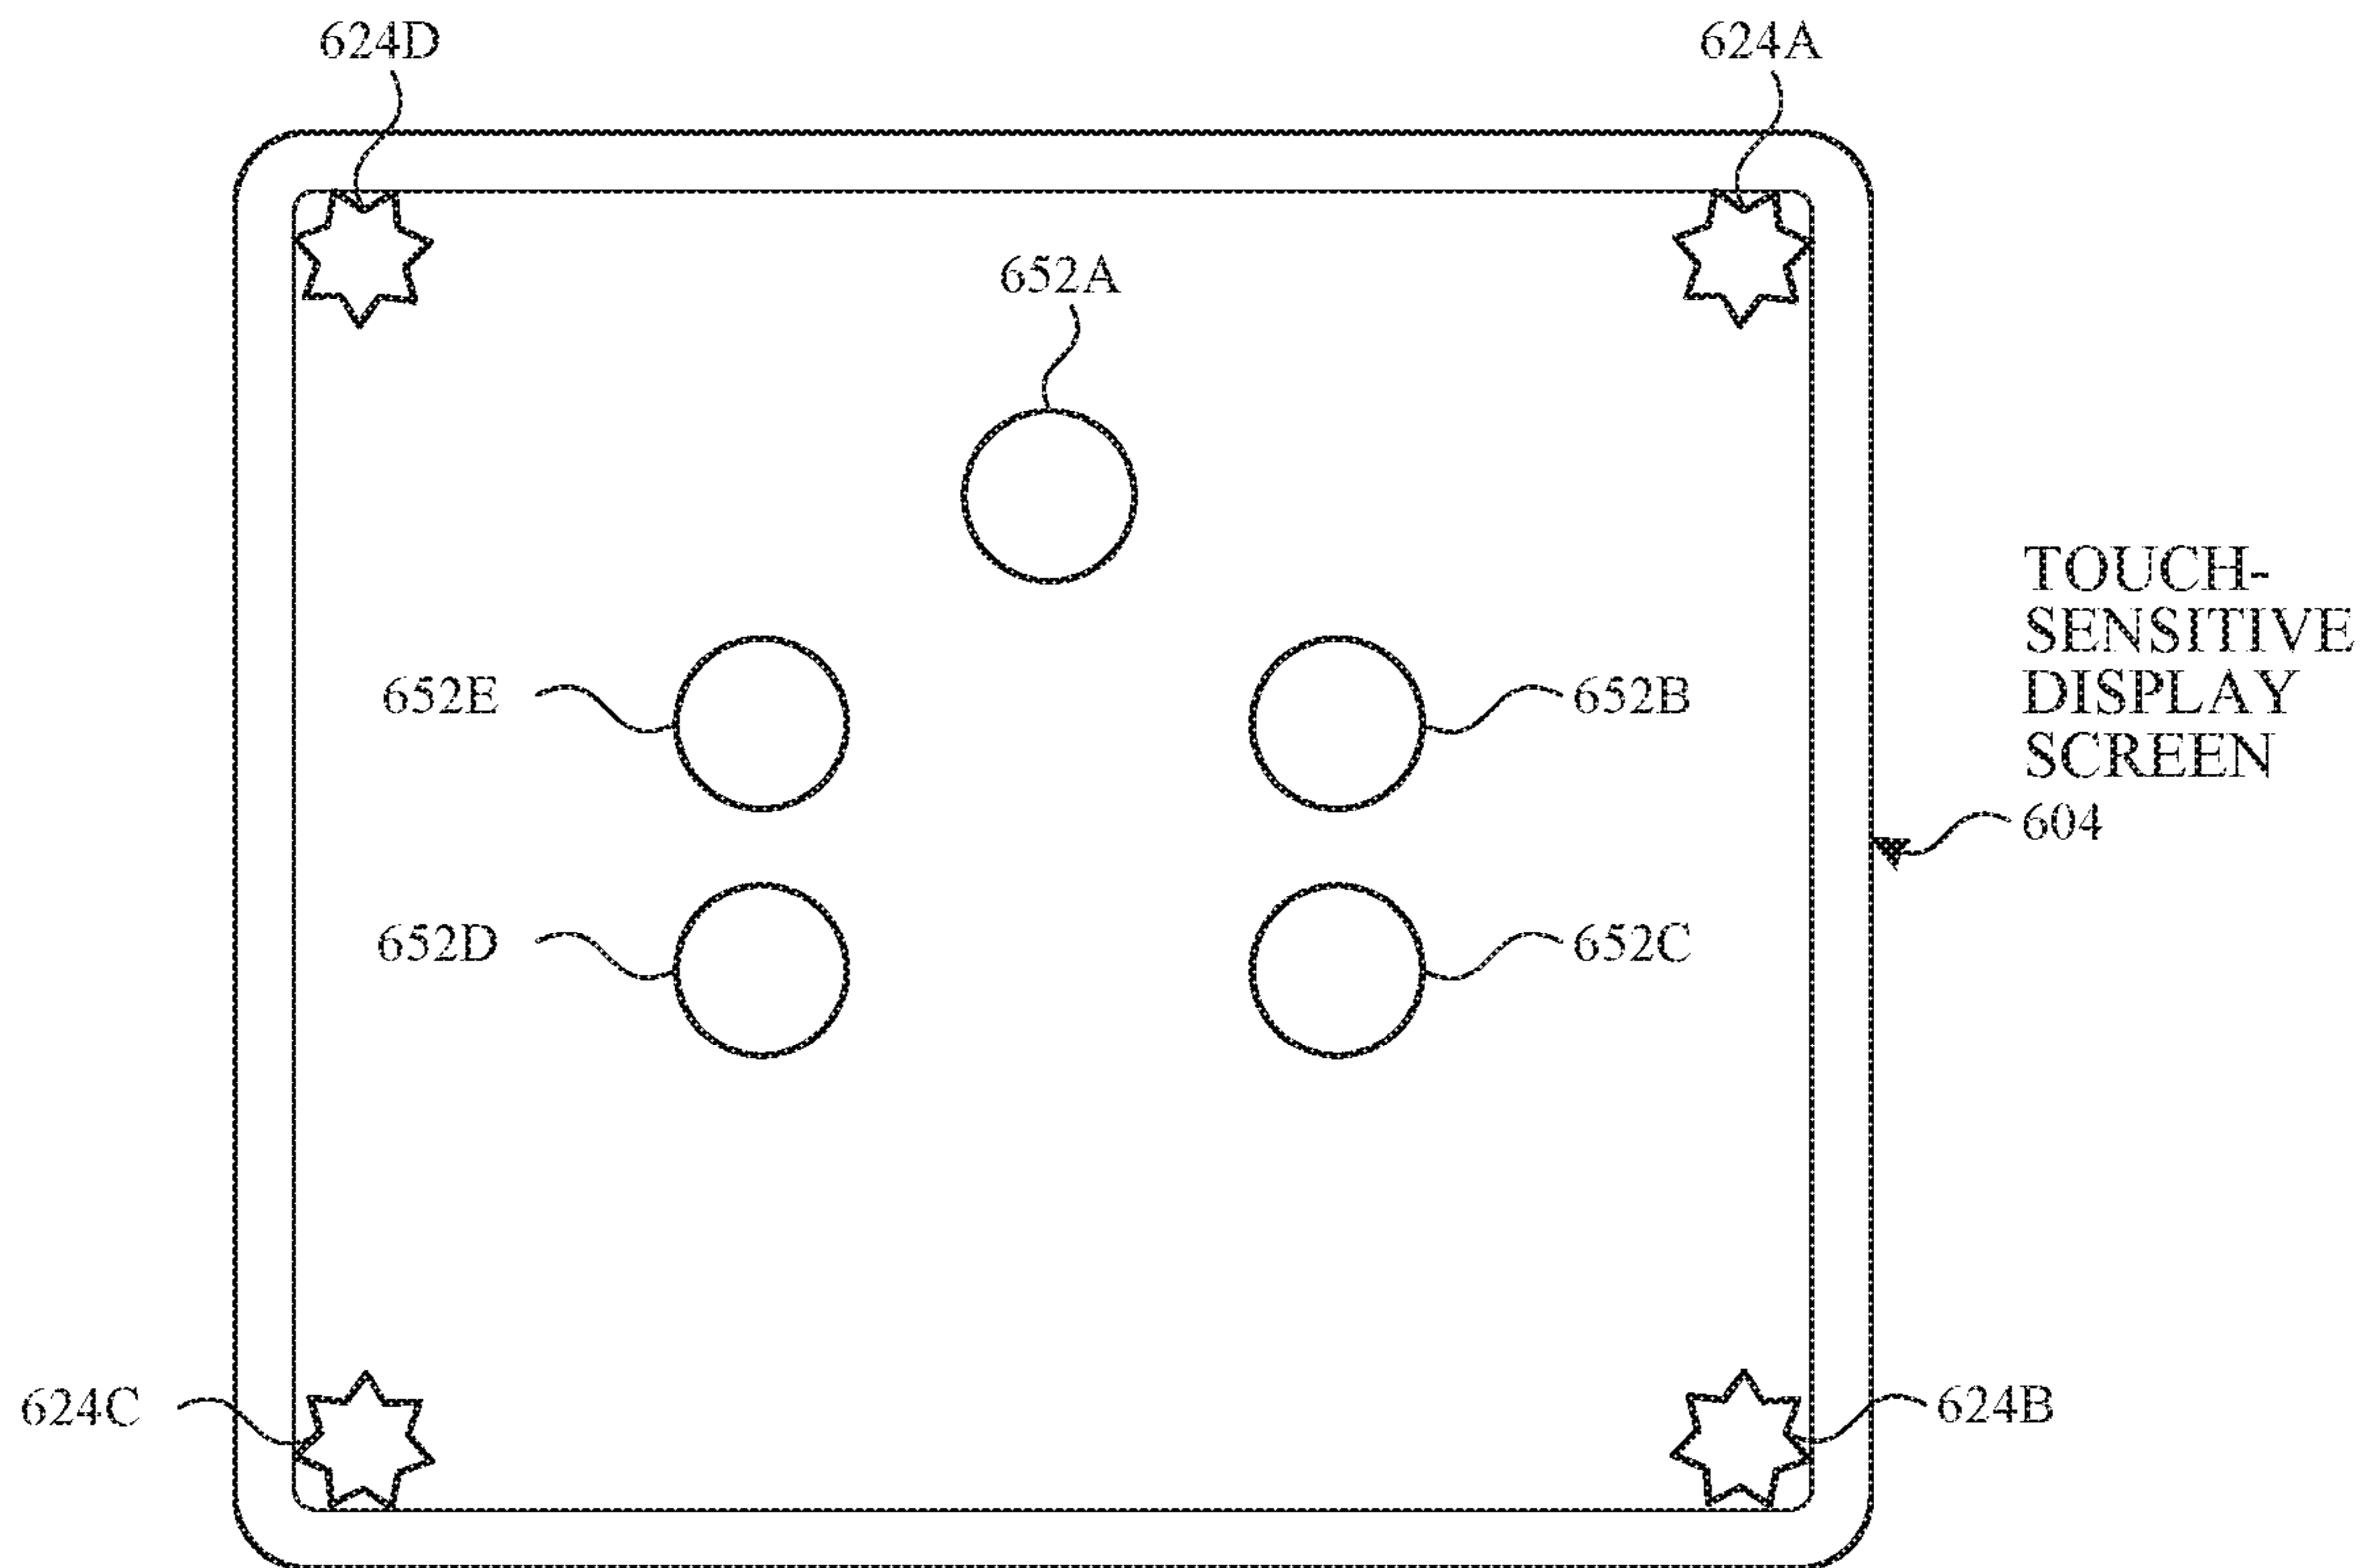 624D
624A
652A
652E
652B
TOUCH-
SENSITIVE
DISPLAY
SCREEN
604
652D
652C
624C
624B